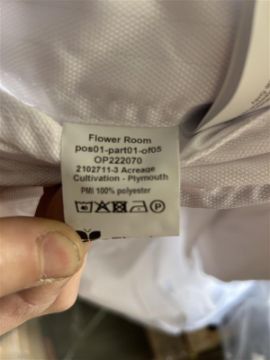 Flower Room
pos01-part01-of05
OP222070
2102711-3 Acreage
Cultivation - Plymouth
PMI 100% polyester
P